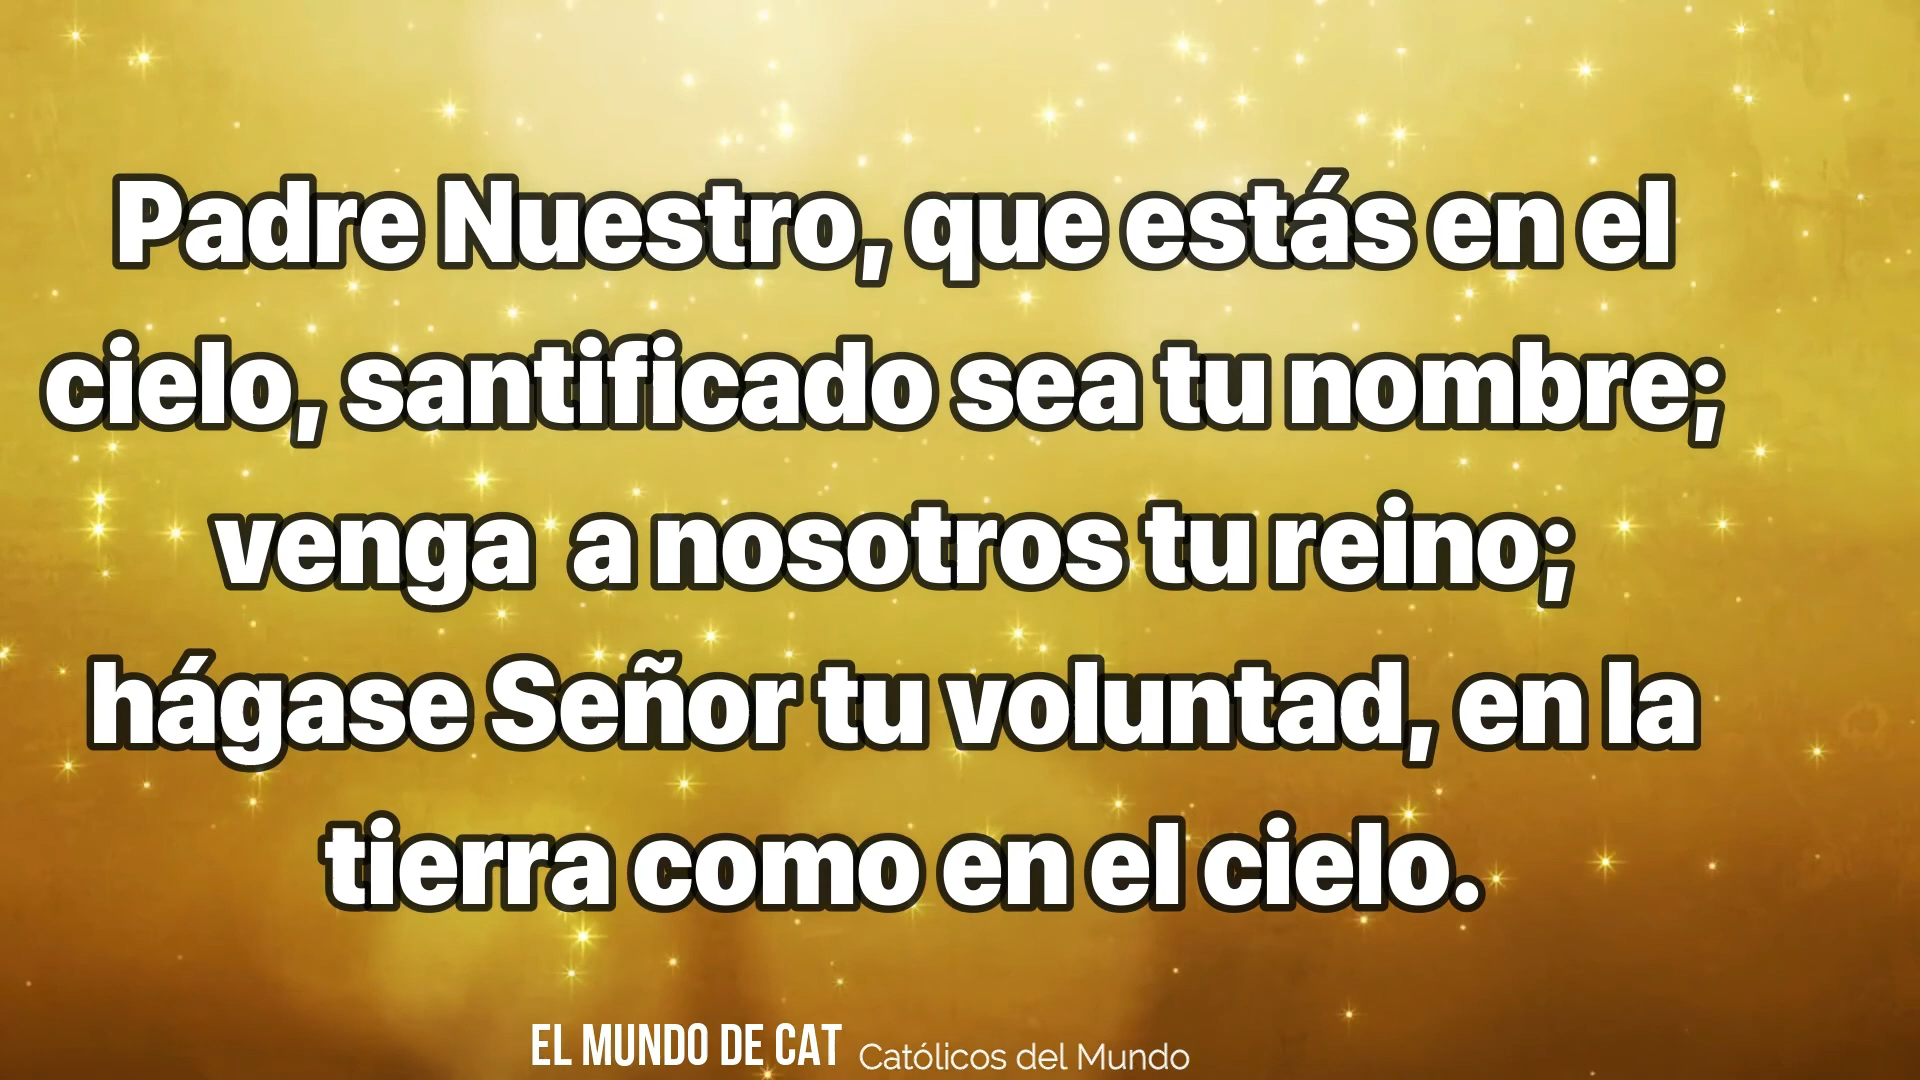 Padre Nuestro, que estás en el
cielo, santificado sea tu nombre;
venga  a nosotros tu reino;
hágase Señor tu voluntad, en la
tierra como en el cielo.
EL MUNDO DE CAT Católicos del Mundo